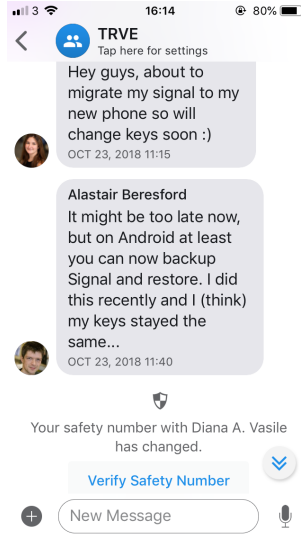 3 16:14 80%
TRVE
Tap here for settings
Hey guys, about to
migrate my signal to my
new phone so will
change keys soon :)
OCT 23, 2018 11:15
Alastair Beresford
It might be too late now,
but on Android at least
you can now backup
Signal and restore. I did
this recently and I (think)
my keys stayed the
same...
OCT 23, 2018 11:40
Your safety number with Diana A. Vasile
has changed.
Verify Safety Number
New Message